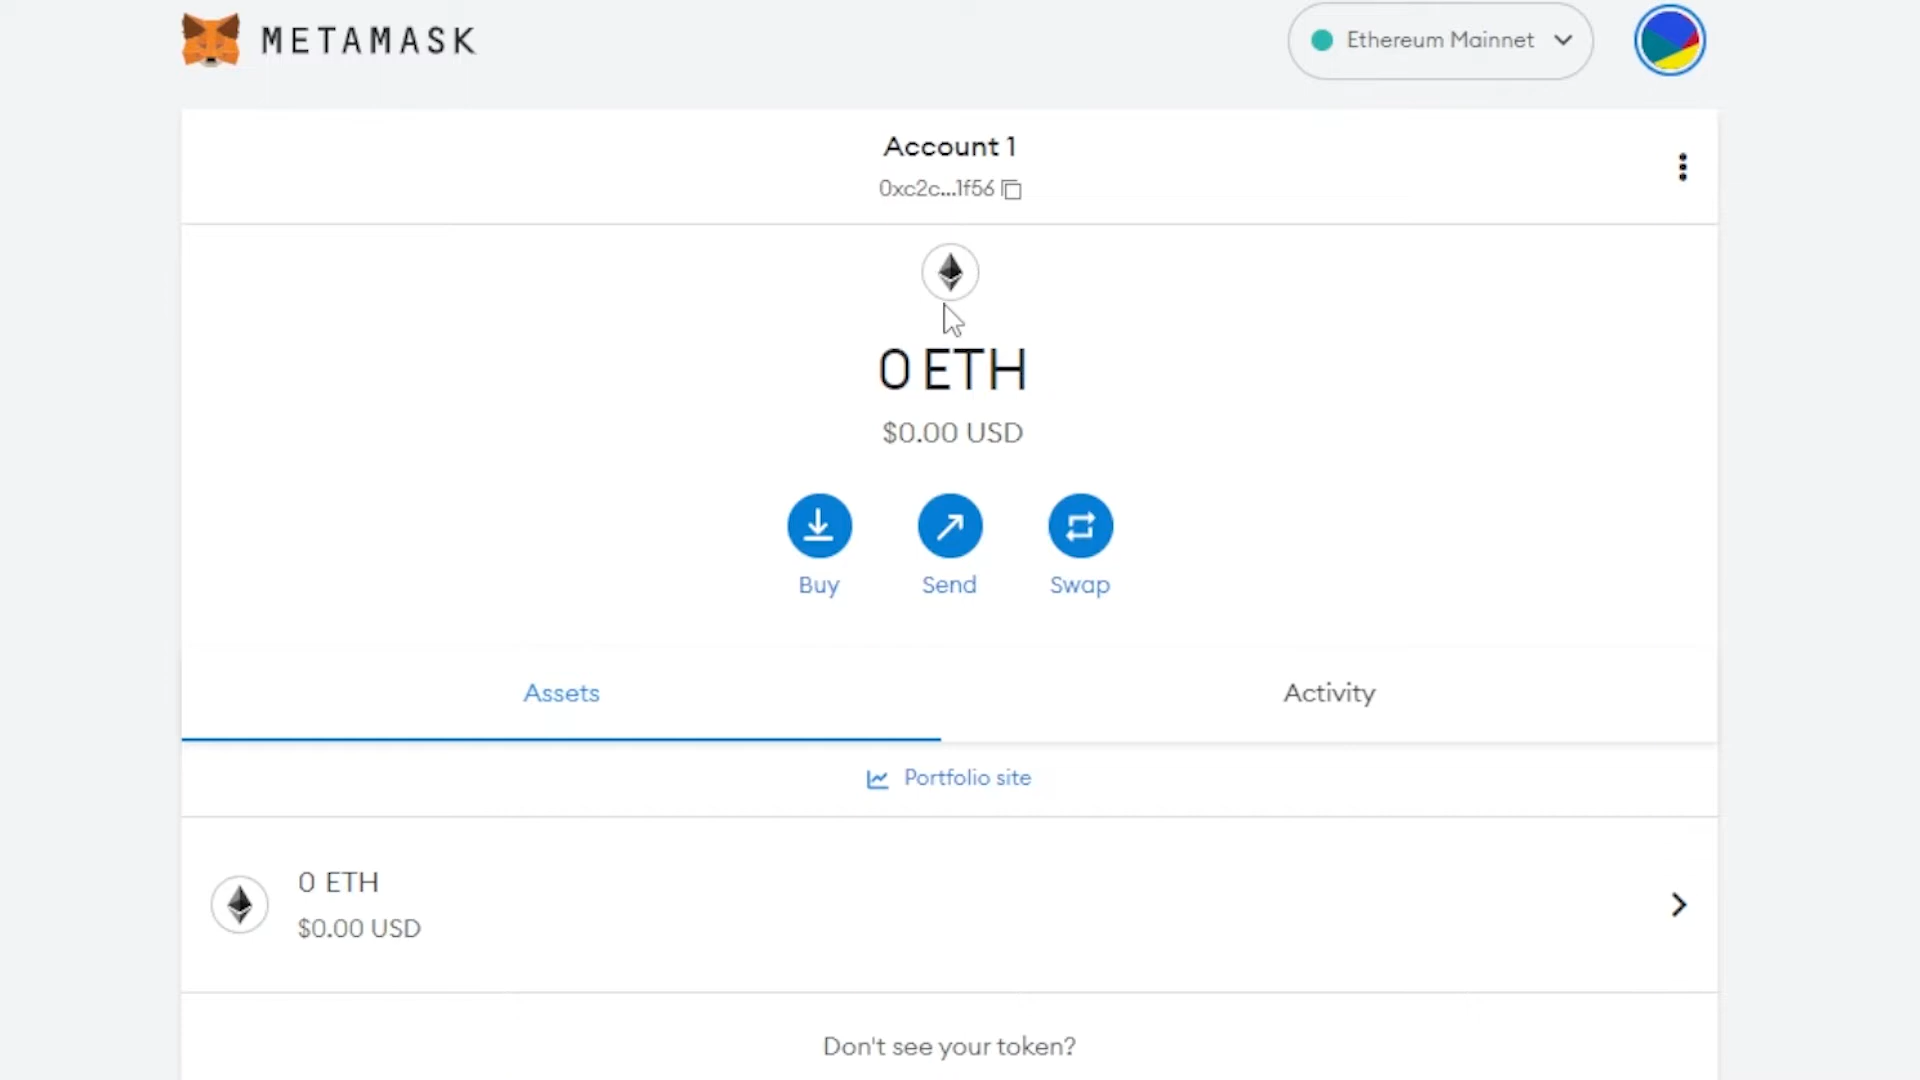 METAMASK
Ethereum Mainnet
Account 1
0xc2c...1f56
0 ETH
$0.00 USD
Buy
Send
Swap
Assets
Activity
Portfolio site
0 ETH
$0.00 USD
Don't see your token?